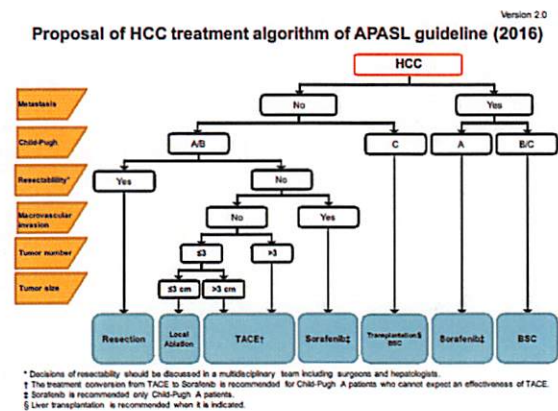 Version 2.0
Proposal of HCC treatment algorithm of APASL guideline (2016)
HCC
Metastasis
No
Yes
Child-Pugh
A/B
C
A
B/C
Resectability*
Yes
No
Macrovascular
invasion
No
Yes
Tumor number
≤3
>3
Tumor size
≤3 cm
>3 cm
Resection
Local
Ablation
TACE†
Sorafenib‡
Transplantation§
BSC
Sorafenib‡
BSC
* Decisions of resectability should be discussed in a multidisciplinary team including surgeons and hepatologists.
† The treatment conversion from TACE to Sorafenib is recommended for Child-Pugh A patients who cannot expect an effectiveness of TACE.
‡ Sorafenib is recommended only Child-Pugh A patients.
§ Liver transplantation is recommended when it is indicated.